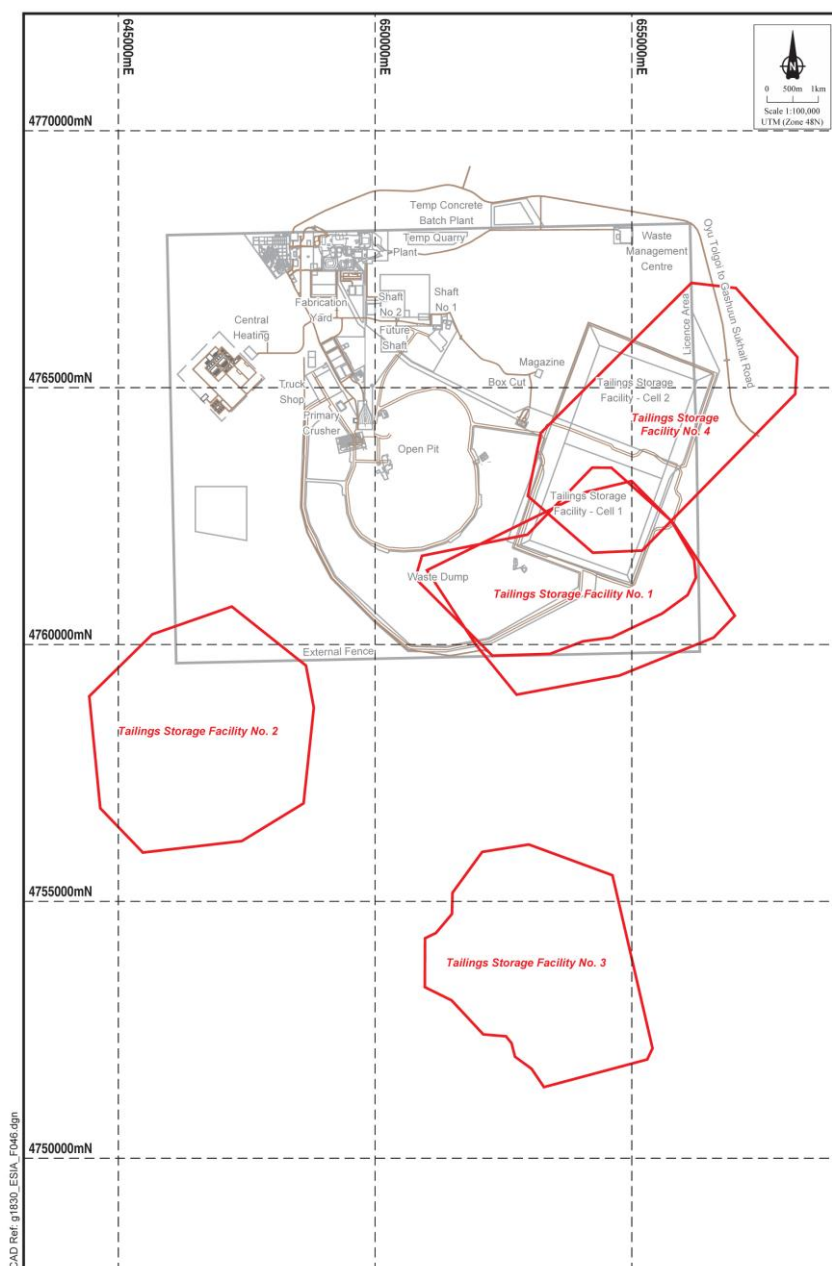 645000mE
650000mE
655000mE
N
0 500m 1km
Scale 1:100,000
UTM (Zone 48N)
4770000mN
Temp Concrete
Batch Plant
Temp Quarry
Plant
Waste
Management
Centre
Oyu Tolgoi to Gashuun Sukhait Road
Licence Area
Shaft
No 2
Shaft
No 1
Fabrication
Yard
Future
Shaft
Central
Heating
Magazine
4765000mN
Box Cut
Truck
Shop
Primary
Crusher
Tailings Storage
Facility - Cell 2
Tailings Storage
Facility No. 4
Open Pit
Tailings Storage
Facility - Cell 1
Waste Dump
Tailings Storage Facility No. 1
4760000mN
External Fence
Tailings Storage Facility No. 2
4755000mN
Tailings Storage Facility No. 3
4750000mN
CAD Ref: g1830_ESIA_F046.dgn